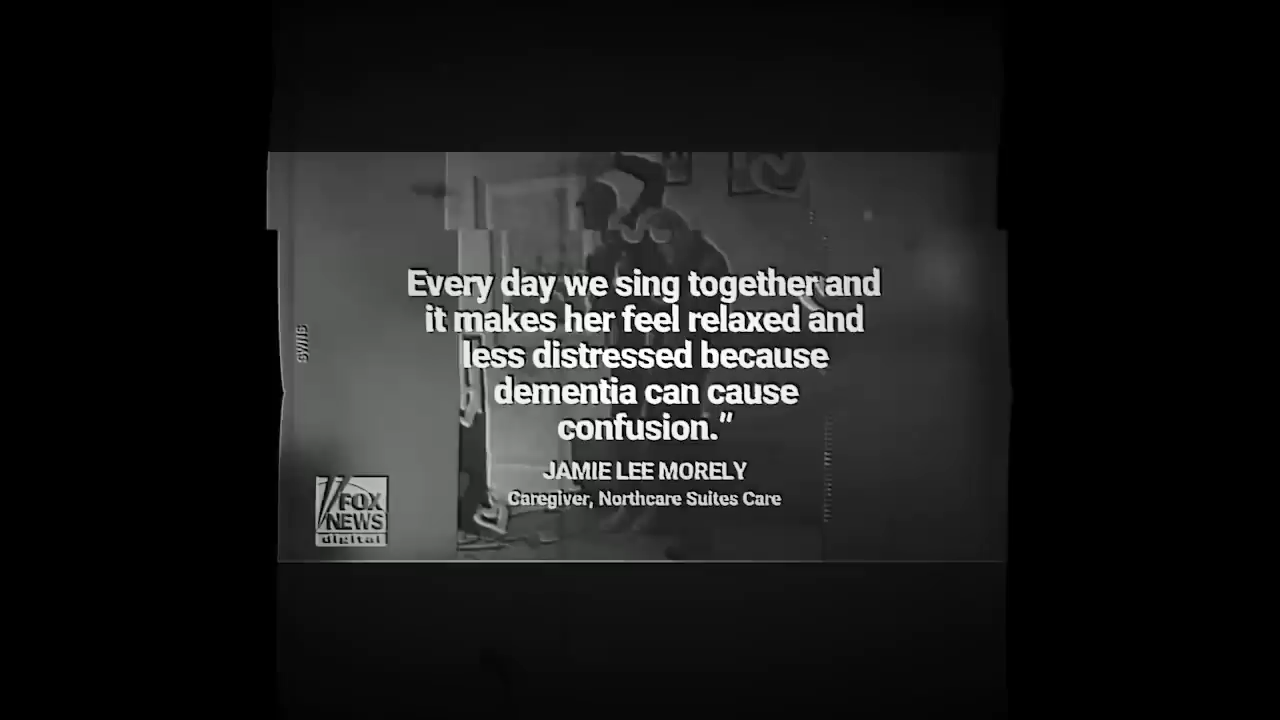 Every day we sing together and
it makes her feel relaxed and
less distressed because
dementia can cause
confusion.”
JAMIE LEE MORELY
Caregiver, Northcare Suites Care
FOX
NEWS
digital